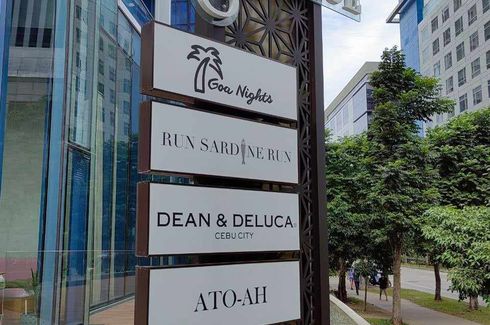 Goa Nights
RUN SARDINE RUN
DEAN & DELUCA®
CEBU CITY
ATO-AH